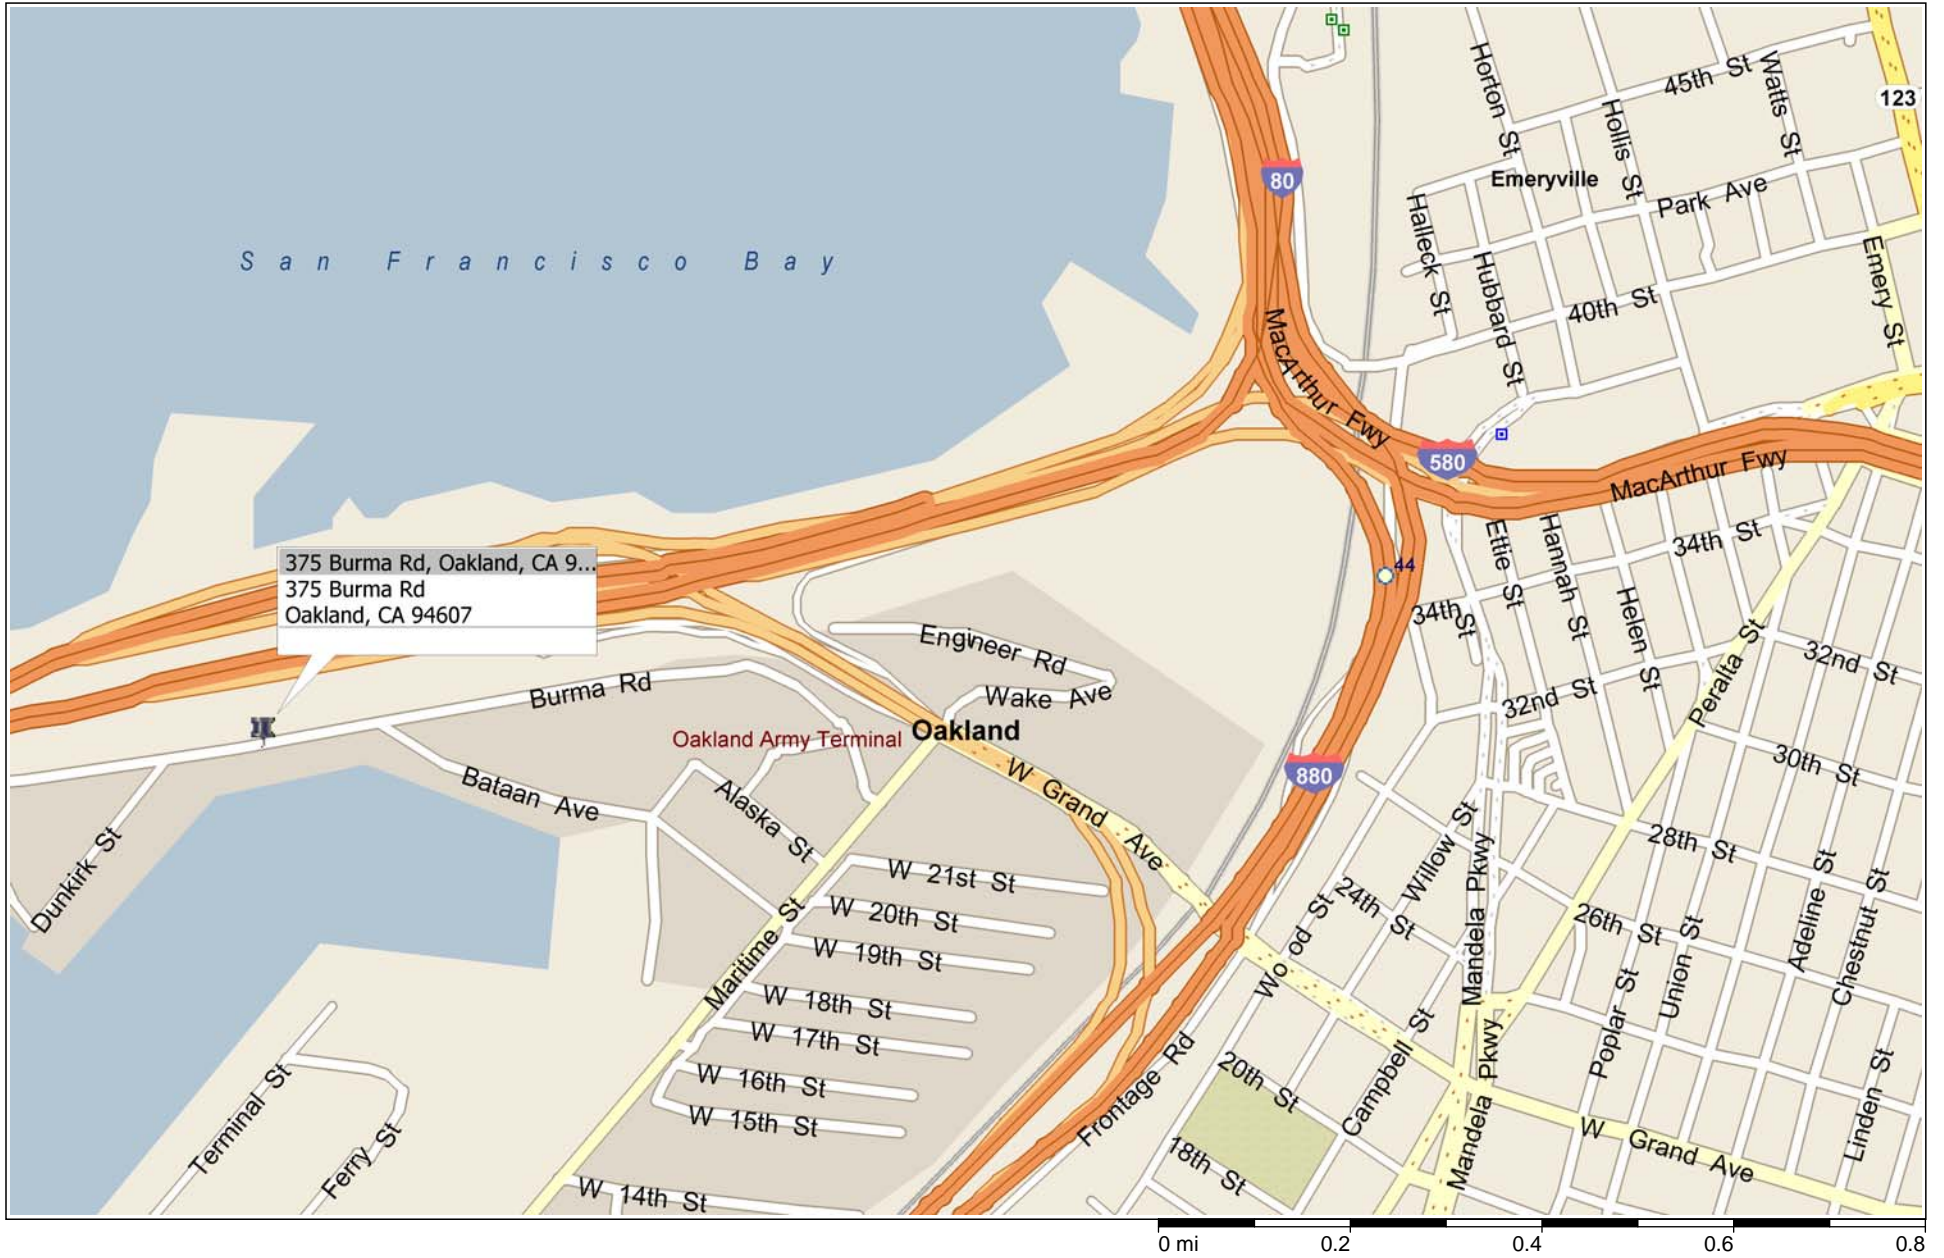 45th St
Horton St
Hollis St
Watts St
123
80
Emeryville
Park Ave
Halleck St
Hubbard St
Emery St
San Francisco Bay
40th St
MacArthur Fwy
580
MacArthur Fwy
34th St
Ettie St
Hannah St
Helen St
44
375 Burma Rd, Oakland, CA 9...
375 Burma Rd
Oakland, CA 94607
34th St
Engineer Rd
Wake Ave
Burma Rd
Peralta St
32nd St
32nd St
Oakland Army Terminal
Oakland
880
30th St
W Grand Ave
Bataan Ave
Alaska St
Dunkirk St
28th St
Willow St
Mandela Pkwy
W 21st St
W 20th St
W 19th St
W 18th St
W 17th St
W 16th St
W 15th St
W 14th St
Maritime St
24th St
26th St
Wood St
Adeline St
Chestnut St
Union St
Poplar St
Campbell St
Mandela Pkwy
Linden St
Frontage Rd
20th St
18th St
W Grand Ave
Terminal St
Ferry St
0 mi 0.2 0.4 0.6 0.8